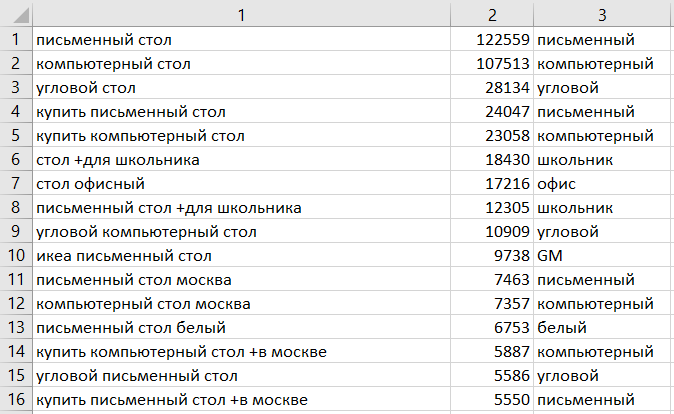 1 2 3
1 письменный стол 122559 письменный
2 компьютерный стол 107513 компьютерный
3 угловой стол 28134 угловой
4 купить письменный стол 24047 письменный
5 купить компьютерный стол 23058 компьютерный
6 стол +для школьника 18430 школьник
7 стол офисный 17216 офис
8 письменный стол +для школьника 12305 школьник
9 угловой компьютерный стол 10909 угловой
10 икеа письменный стол 9738 GM
11 письменный стол москва 7463 письменный
12 компьютерный стол москва 7357 компьютерный
13 письменный стол белый 6753 белый
14 купить компьютерный стол +в москве 5887 компьютерный
15 угловой письменный стол 5586 угловой
16 купить письменный стол +в москве 5550 письменный